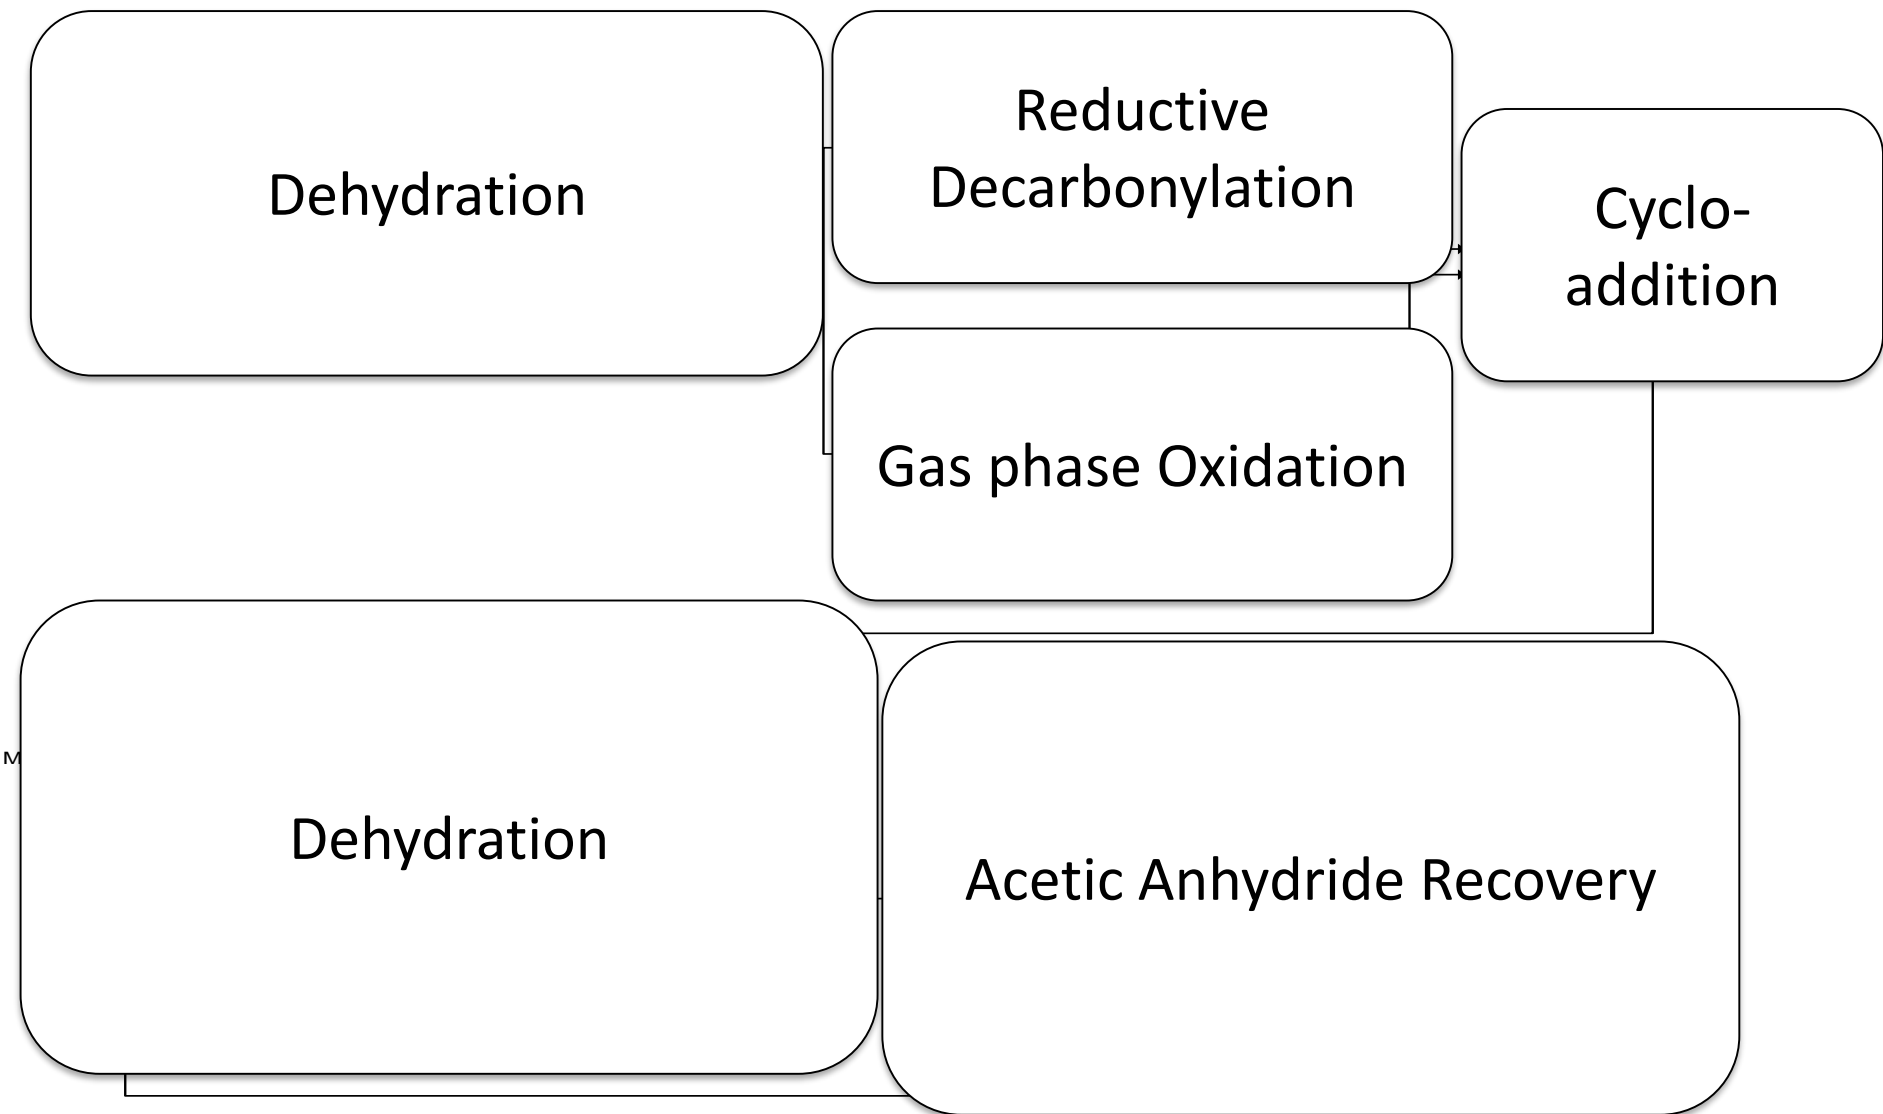 Dehydration
Reductive
Decarbonylation
Cyclo-
addition
Gas phase Oxidation
M
Dehydration
Acetic Anhydride Recovery